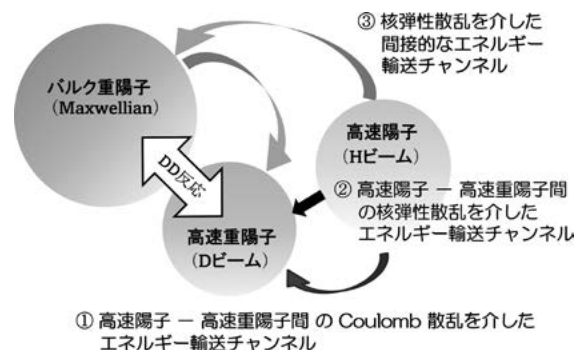 ③ 核弾性散乱を介した
間接的なエネルギー
輸送チャンネル
バルク重陽子
(Maxwellian)
高速陽子
(Hビーム)
DD反応
② 高速陽子 － 高速重陽子間
の核弾性散乱を介した
エネルギー輸送チャンネル
高速重陽子
(Dビーム)
① 高速陽子 － 高速重陽子間 の Coulomb 散乱を介した
エネルギー輸送チャンネル